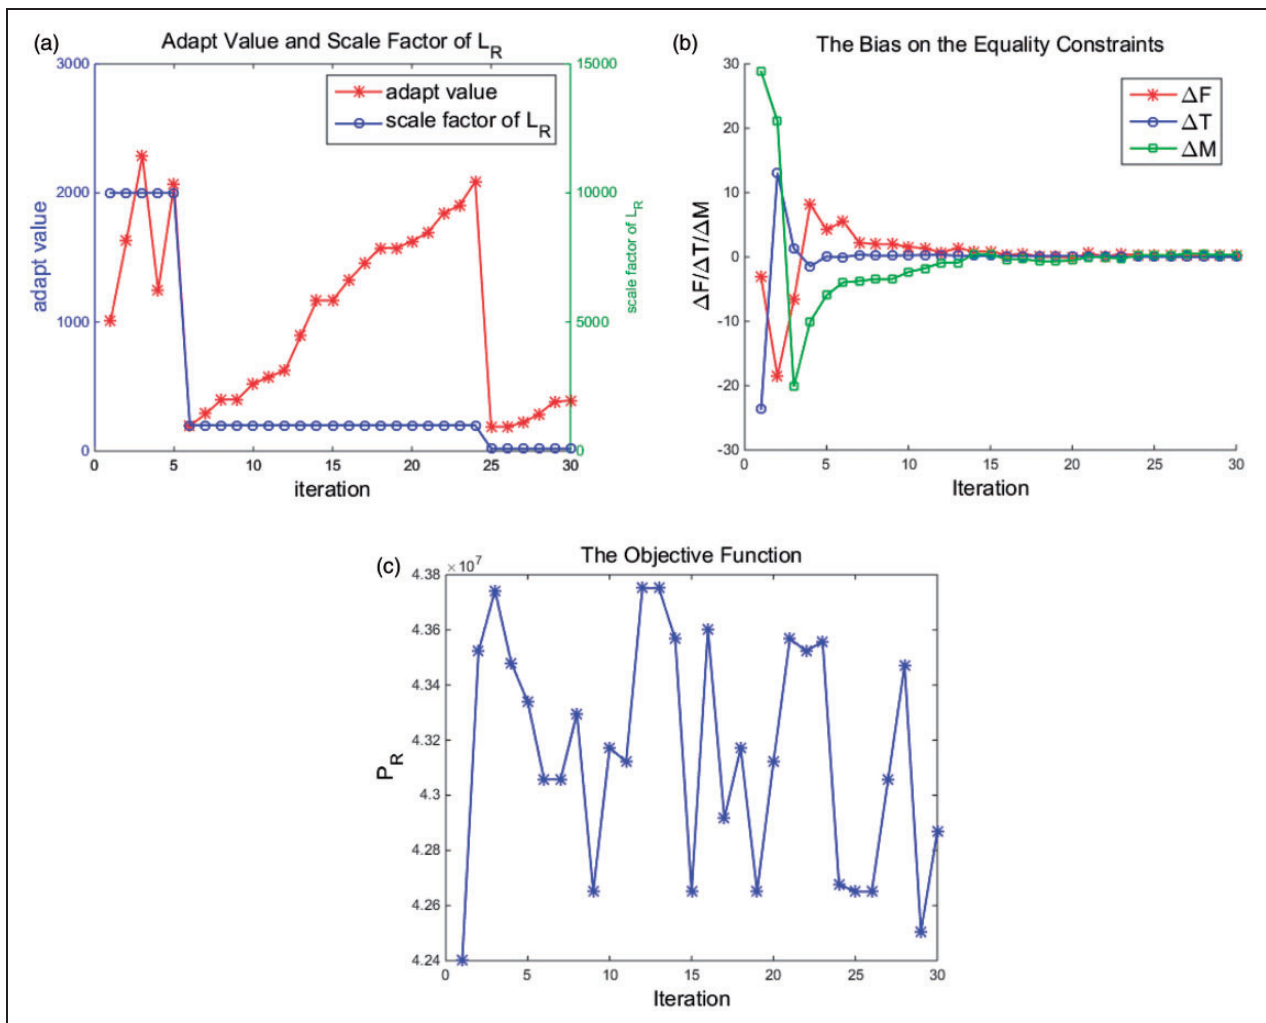 (a)
Adapt Value and Scale Factor of L_R
3000
2000
1000
0
adapt value
15000
10000
5000
0
scale factor of L_R
adapt value
scale factor of L_R
0 5 10 15 20 25 30
iteration
(b)
The Bias on the Equality Constraints
30
20
10
0
-10
-20
-30
ΔF/ΔT/ΔM
ΔF
ΔT
ΔM
0 5 10 15 20 25 30
Iteration
(c)
The Objective Function
×10^7
4.38
4.36
4.34
4.32
4.3
4.28
4.26
4.24
P_R
0 5 10 15 20 25 30
Iteration